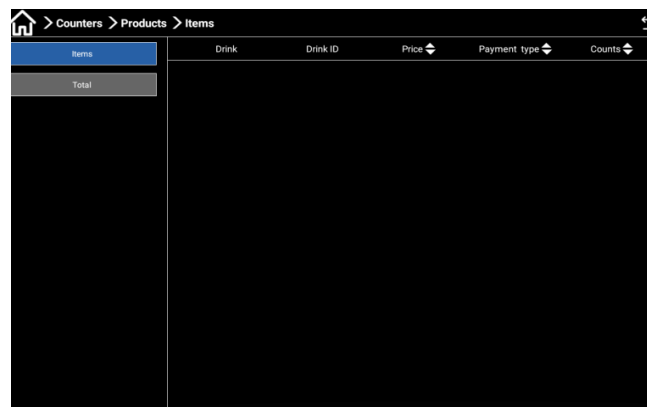 Counters Products Items
Items
Drink Drink ID Price Payment type Counts
Total